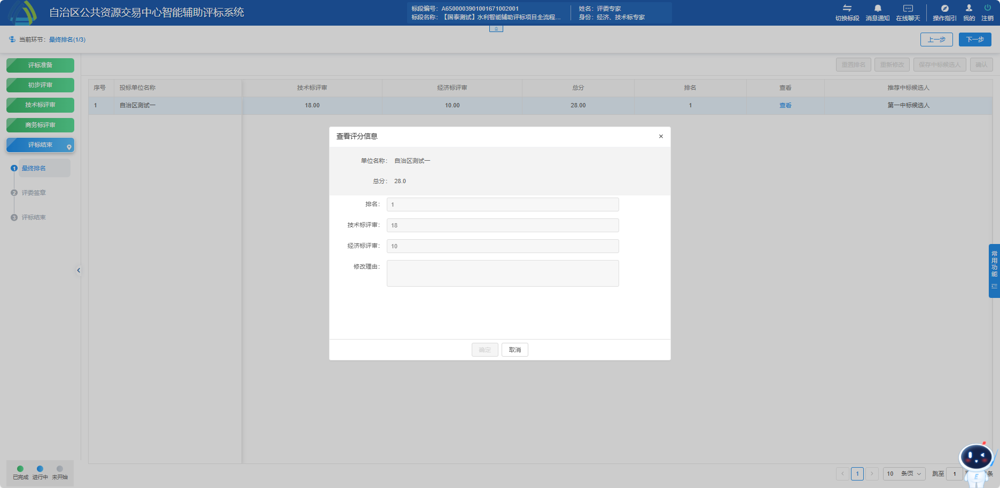 自治区公共资源交易中心智能辅助评标系统
标段编号：A6500003901001671002001
标段名称：【国泰测试】水利智能辅助评标项目全流程...
姓名：评委专家
身份：经济、技术标专家
切换标段 消息通知 在线聊天 操作指引 我的 注销
当前环节：最终排名(1/3)
上一步 下一步
评标准备
初步评审
技术标评审
商务标评审
评标结束
1 最终排名
2 评委签章
3 评标结束
已完成 进行中 未开始
重置排名 重新修改 保存中标候选人 确认
序号 投标单位名称 技术标评审 经济标评审 总分 排名 查看 推荐中标候选人
1 自治区测试一 18.00 10.00 28.00 1 查看 第一中标候选人
查看评分信息 ×
单位名称： 自治区测试一
总分： 28.0
排名： 1
技术标评审： 18
经济标评审： 10
修改理由：
确定 取消
常用功能
1 10 条/页 跳至 1 条
E